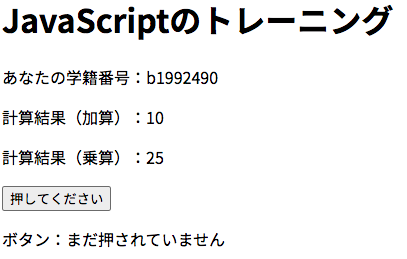 JavaScriptのトレーニング
あなたの学籍番号：b1992490
計算結果（加算）：10
計算結果（乗算）：25
押してください
ボタン：まだ押されていません